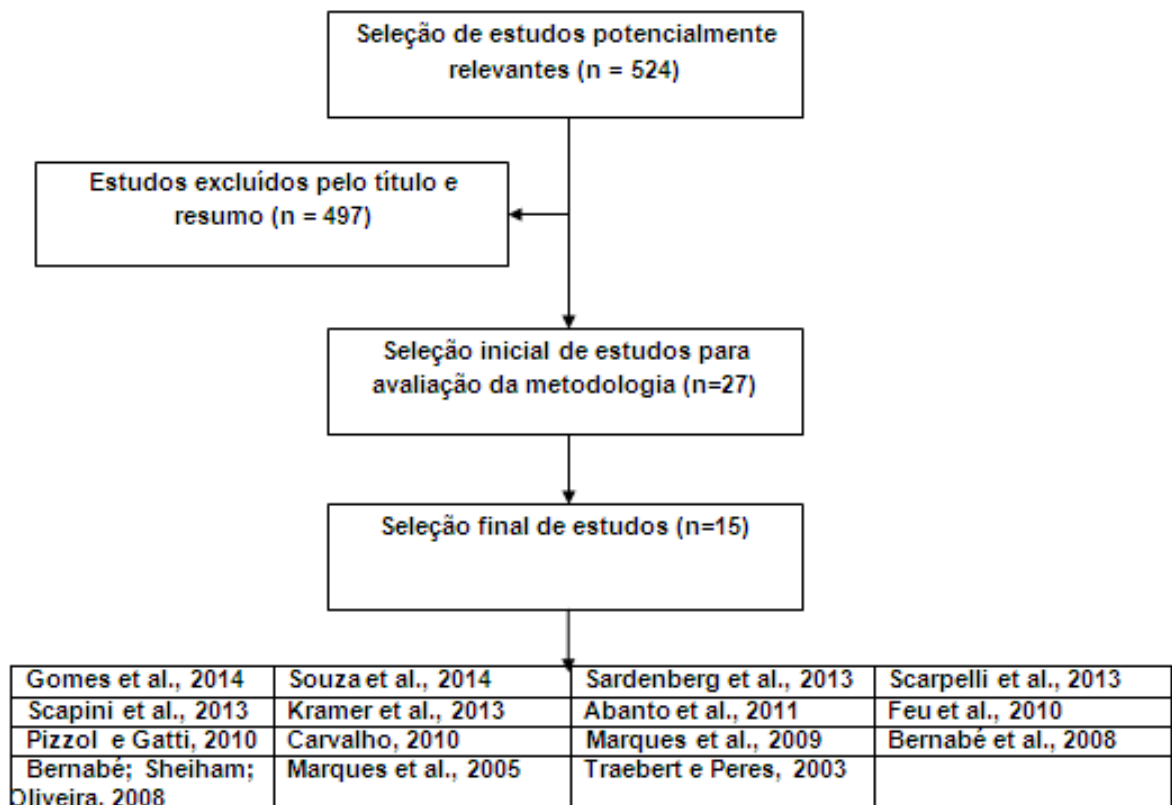 Seleção de estudos potencialmente
relevantes (n = 524)
Estudos excluídos pelo título e
resumo (n = 497)
Seleção inicial de estudos para
avaliação da metodologia (n=27)
Seleção final de estudos (n=15)
Gomes et al., 2014 Souza et al., 2014 Sardenberg et al., 2013 Scarpelli et al., 2013
Scapini et al., 2013 Kramer et al., 2013 Abanto et al., 2011 Feu et al., 2010
Pizzol e Gatti, 2010 Carvalho, 2010 Marques et al., 2009 Bernabé et al., 2008
Bernabé; Sheiham; Marques et al., 2005 Traebert e Peres, 2003
Oliveira, 2008